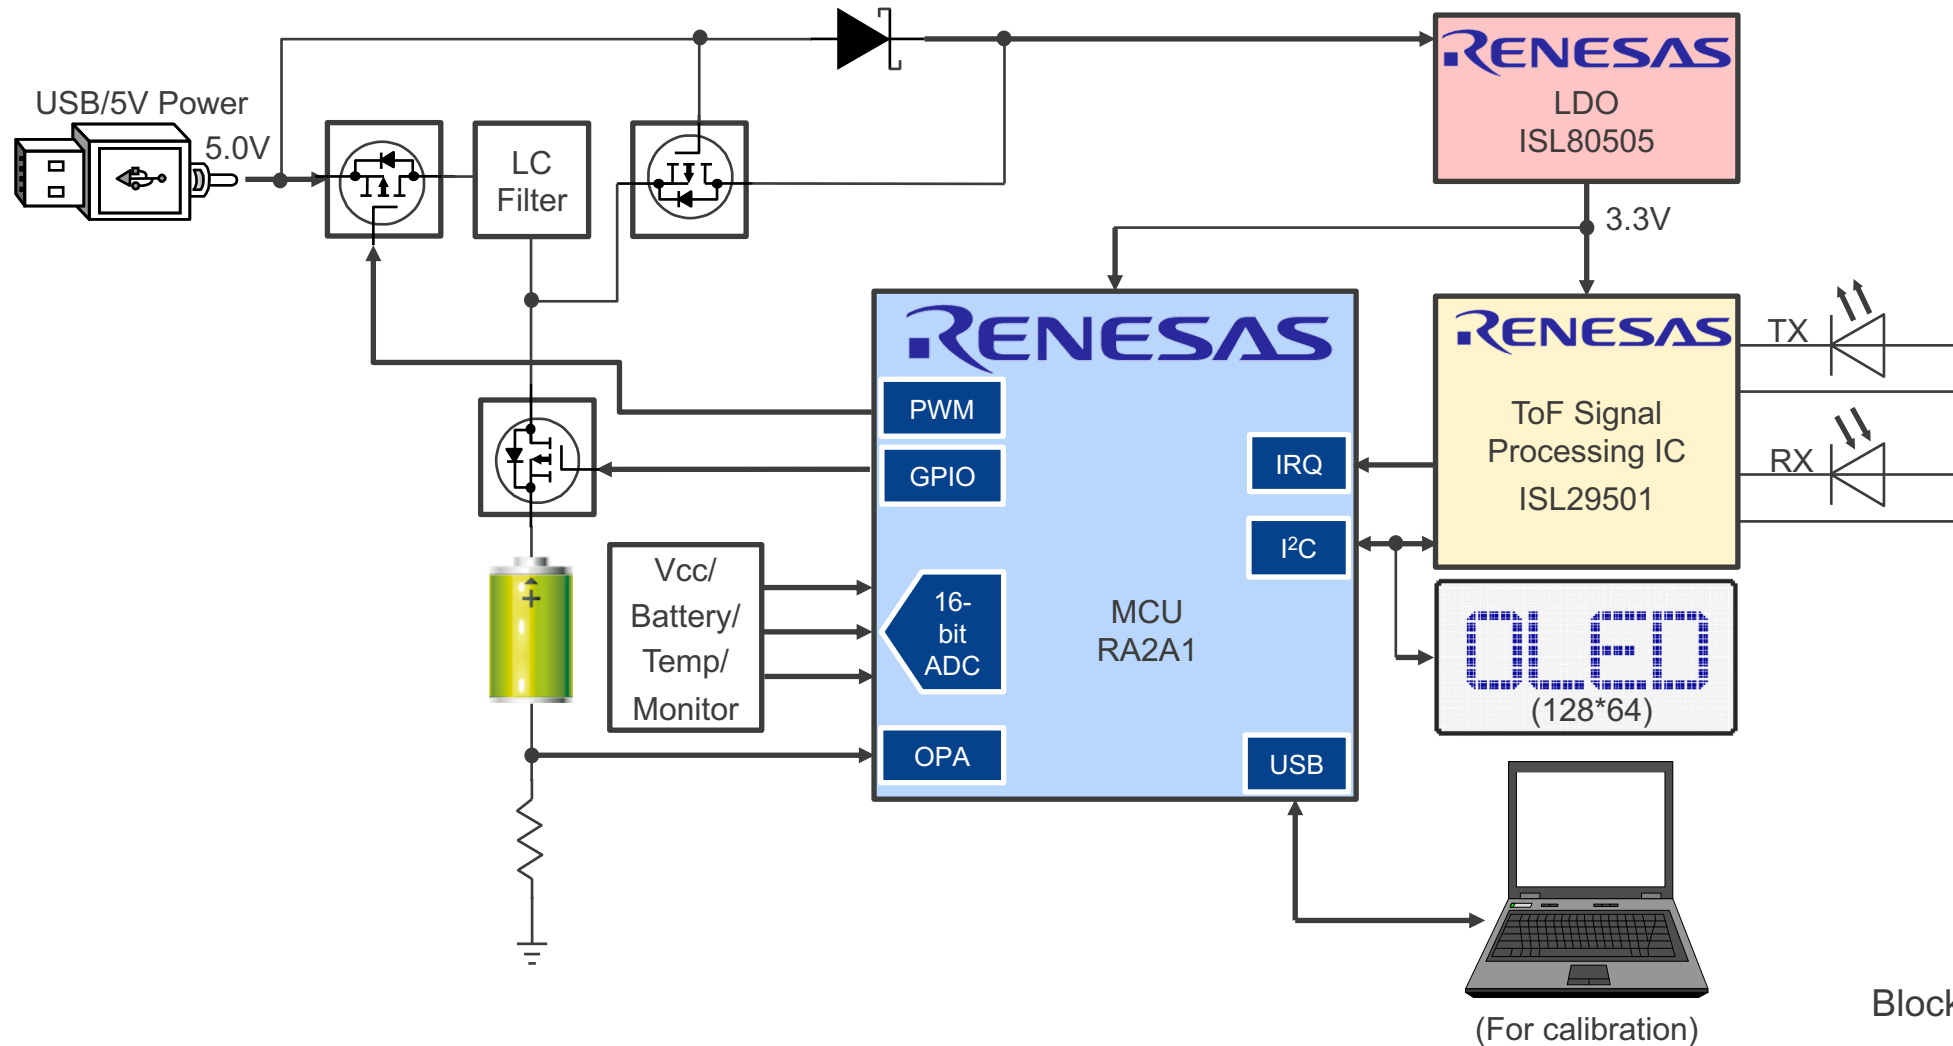 USB/5V Power
5.0V
LC
Filter
RENESAS
LDO
ISL80505
3.3V
RENESAS
PWM
GPIO
16-
bit
ADC
OPA
IRQ
I²C
USB
MCU
RA2A1
Vcc/
Battery/
Temp/
Monitor
+
RENESAS
ToF Signal
Processing IC
ISL29501
TX
RX
OLED
(128*64)
(For calibration)
Block